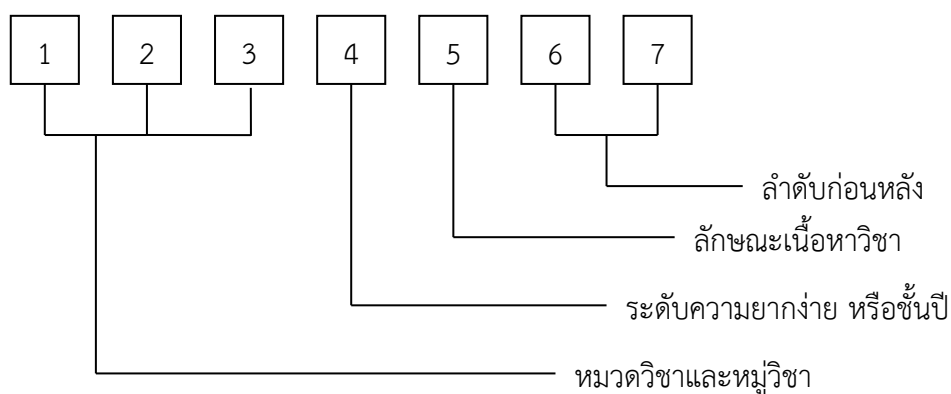 1 2 3 4 5 6 7
ลำดับก่อนหลัง
ลักษณะเนื้อหาวิชา
ระดับความยากง่าย หรือชั้นปี
หมวดวิชาและหมู่วิชา